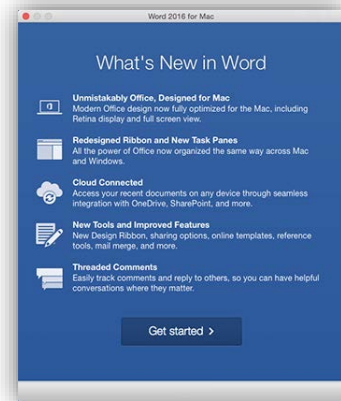 Word 2016 for Mac
What's New in Word
Unmistakably Office, Designed for Mac
Modern Office design now fully optimized for the Mac, including
Retina display and full screen view.
Redesigned Ribbon and New Task Panes
All the power of Office now organized the same way across Mac
and Windows.
Cloud Connected
Access your recent documents on any device through seamless
integration with OneDrive, SharePoint, and more.
New Tools and Improved Features
New Design Ribbon, sharing options, online templates, reference
tools, mail merge, and more.
Threaded Comments
Easily track comments and reply to others, so you can have helpful
conversations where they matter.
Get started >